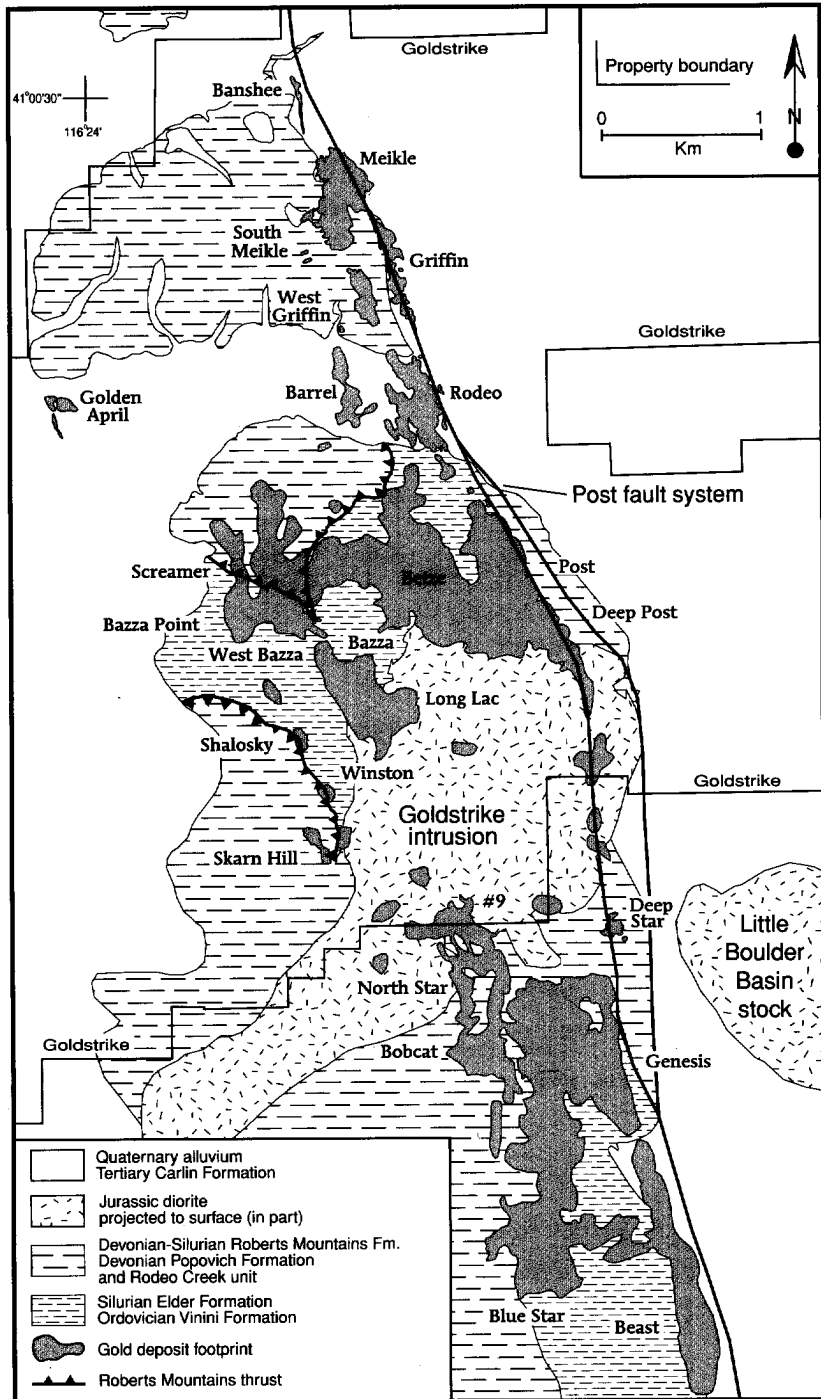 Goldstrike
Property boundary
0
1
Km
N
41°00'30"
116°24'
Banshee
Meikle
South
Meikle
Griffin
West
Griffin
Goldstrike
Golden
April
Barrel
Rodeo
Post fault system
Screamer
Betze
Post
Deep Post
Bazza Point
West Bazza
Bazza
Long Lac
Shalosky
Winston
Goldstrike
Goldstrike
intrusion
Skarn Hill
#9
Deep
Star
Little
Boulder
Basin
stock
North Star
Goldstrike
Bobcat
Genesis
Blue Star
Beast
Quaternary alluvium
Tertiary Carlin Formation
Jurassic diorite
projected to surface (in part)
Devonian-Silurian Roberts Mountains Fm.
Devonian Popovich Formation
and Rodeo Creek unit
Silurian Elder Formation
Ordovician Vinini Formation
Gold deposit footprint
Roberts Mountains thrust